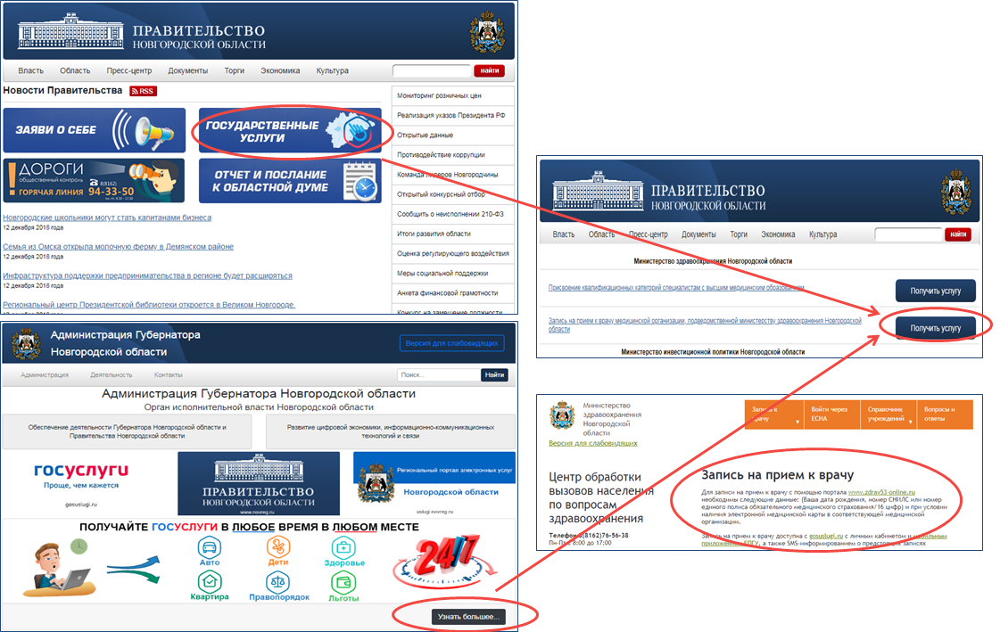 ПРАВИТЕЛЬСТВО
НОВГОРОДСКОЙ ОБЛАСТИ
Власть Область Пресс-центр Документы Торги Экономика Культура найти
Новости Правительства RSS
ЗАЯВИ О СЕБЕ
ГОСУДАРСТВЕННЫЕ
УСЛУГИ
ДОРОГИ
общественный контроль
8(8162)
ГОРЯЧАЯ ЛИНИЯ 94-33-50
ОТЧЕТ И ПОСЛАНИЕ
К ОБЛАСТНОЙ ДУМЕ
Новгородские школьники могут стать капитанами бизнеса
12 декабря 2016 года
Семья из Омска открыла молочную ферму в Демянском районе
12 декабря 2016 года
Инфраструктура поддержки предпринимательства в регионе будет расширяться
12 декабря 2016 года
Региональный центр Президентской библиотеки откроется в Великом Новгороде.
Мониторинг розничных цен
Реализация указов Президента РФ
Открытые данные
Противодействие коррупции
Команда лидеров Новгородчины
Открытый конкурсный отбор
Сообщить о неисполнении 210-ФЗ
Итоги развития области
Оценка регулирующего воздействия
Меры социальной поддержки
Анкета финансовой грамотности
Конкурс на замещение должности
Администрация Губернатора
Новгородской области
Версия для слабовидящих
Администрация Деятельность Контакты Поиск... Найти
Администрация Губернатора Новгородской области
Орган исполнительной власти Новгородской области
Обеспечение деятельности Губернатора Новгородской области и
Правительства Новгородской области
Развитие цифровой экономики, информационно-коммуникационных
технологий и связи
госуслуги
Проще, чем кажется
gosuslugi.ru
ПРАВИТЕЛЬСТВО
НОВГОРОДСКОЙ ОБЛАСТИ
www.novreg.ru
Региональный портал электронных услуг
Новгородской области
uslugi.novreg.ru
ПОЛУЧАЙТЕ ГОСУСЛУГИ В ЛЮБОЕ ВРЕМЯ В ЛЮБОМ МЕСТЕ
Авто Дети Здоровье
Квартира Правопорядок Льготы
24/7
Узнать большее...
ПРАВИТЕЛЬСТВО
НОВГОРОДСКОЙ ОБЛАСТИ
Власть Область Пресс-центр Документы Торги Экономика Культура найти
Министерство здравоохранения Новгородской области
Присвоение квалификационных категорий специалистам с высшим медицинским образованием
Получить услугу
Запись на прием к врачу медицинской организации, подведомственной министерству здравоохранения Новгородской
области
Получить услугу
Министерство инвестиционной политики Новгородской области
Министерство
здравоохранения
Новгородской
области
Версия для слабовидящих
Запись к
врачу
Войти через
ЕСИА
Справочник
учреждений
Вопросы и
ответы
Центр обработки
вызовов населения
по вопросам
здравоохранения
Телефон 8(8162)76-56-38
Пн-Пт с 8:00 до 17:00
Запись на прием к врачу
Для записи на прием к врачу с помощью портала www.zdrav53-online.ru
необходимы следующие данные: (Ваша дата рождения, номер СНИЛС или номер
единого полиса обязательного медицинского страхования/16 цифр) и при условии
наличия электронной медицинской карты в соответствующей медицинской
организации.
Запись на прием к врачу доступна с gosuslugi.ru с личным кабинетом и мобильным
приложением ЕПГУ, а также SMS-информированием о предстоящих записях